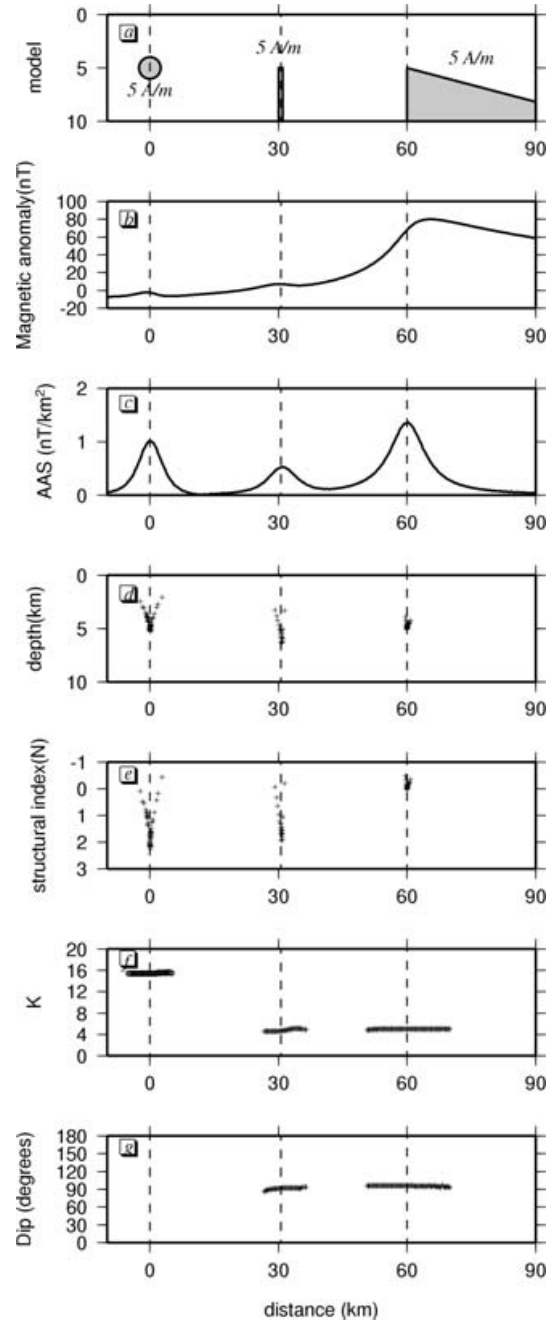 a
model
0
5
10
5 A/m
5 A/m
5 A/m
0 30 60 90
b
Magnetic anomaly(nT)
100
80
60
40
20
0
-20
0 30 60 90
c
AAS (nT/km²)
2
1
0
0 30 60 90
d
depth(km)
0
5
10
0 30 60 90
e
structural index(N)
-1
0
1
2
3
0 30 60 90
f
K
20
16
12
8
4
0
0 30 60 90
g
Dip (degrees)
180
150
120
90
60
30
0
0 30 60 90
distance (km)